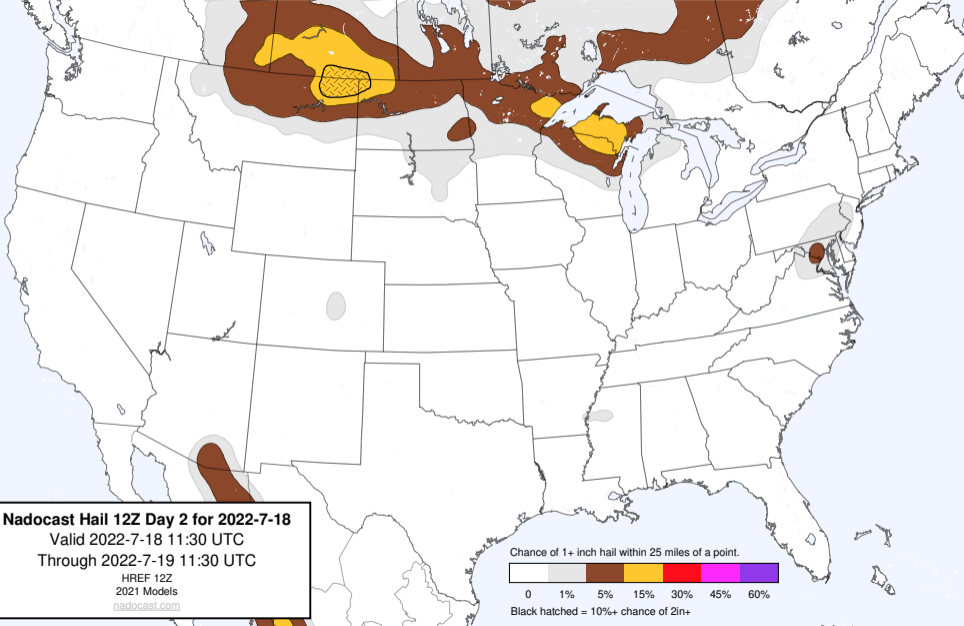 Nadocast Hail 12Z Day 2 for 2022-7-18
Valid 2022-7-18 11:30 UTC
Through 2022-7-19 11:30 UTC
HREF 12Z
2021 Models
nadocast.com
Chance of 1+ inch hail within 25 miles of a point.
0 1% 5% 15% 30% 45% 60%
Black hatched = 10%+ chance of 2in+